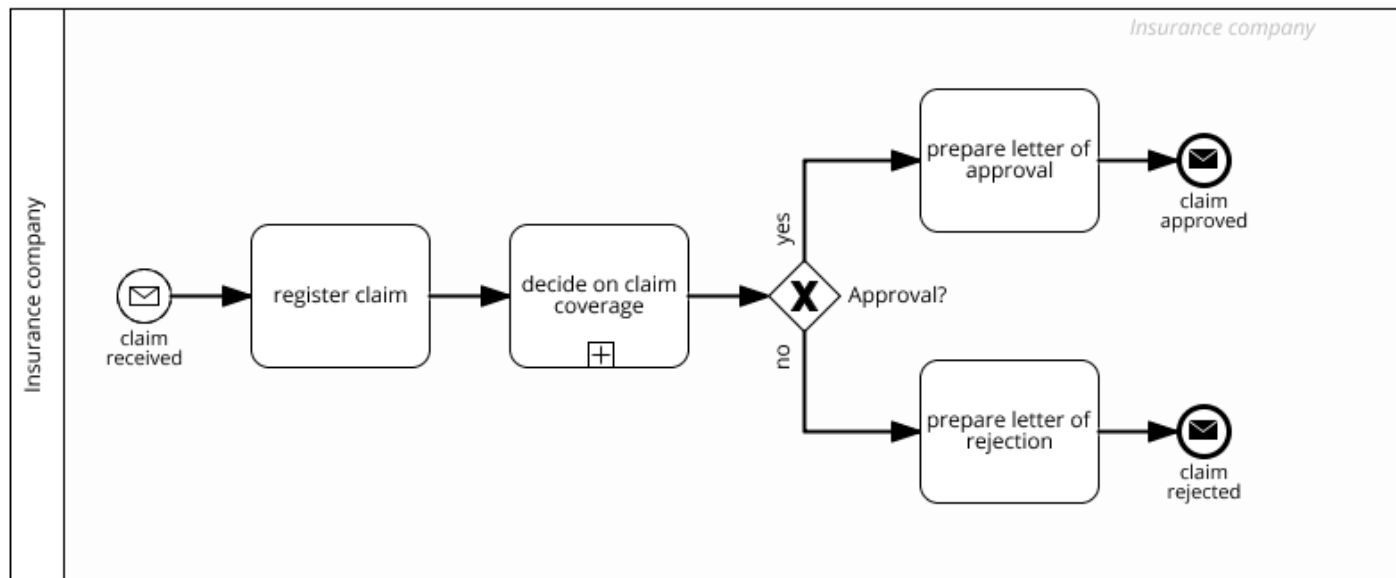 Insurance company
Insurance company
claim
received
register claim
decide on claim
coverage
Approval?
yes
prepare letter of
approval
claim
approved
no
prepare letter of
rejection
claim
rejected